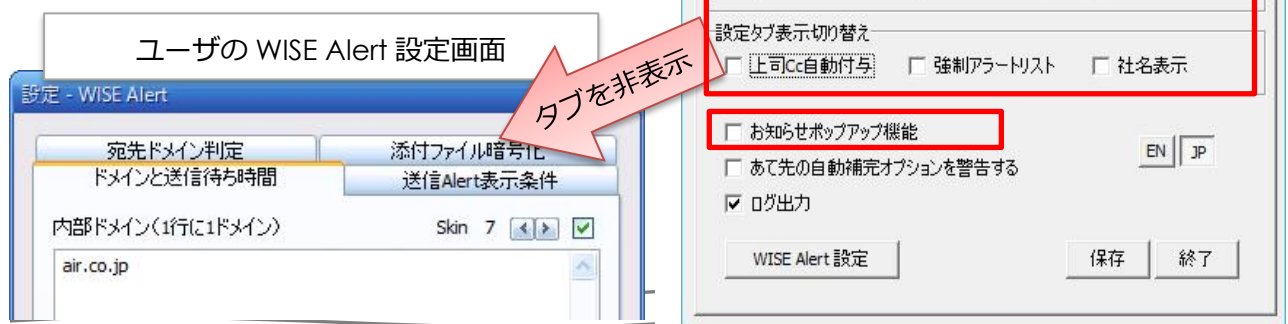 ユーザの WISE Alert 設定画面
設定 - WISE Alert
宛先ドメイン判定
添付ファイル暗号化
ドメインと送信待ち時間
送信Alert表示条件
内部ドメイン(1行に1ドメイン)
Skin 7
air.co.jp
タブを非表示
設定タブ表示切り替え
上司Cc自動付与
強制アラートリスト
社名表示
お知らせポップアップ機能
あて先の自動補完オプションを警告する
EN JP
ログ出力
WISE Alert 設定
保存
終了